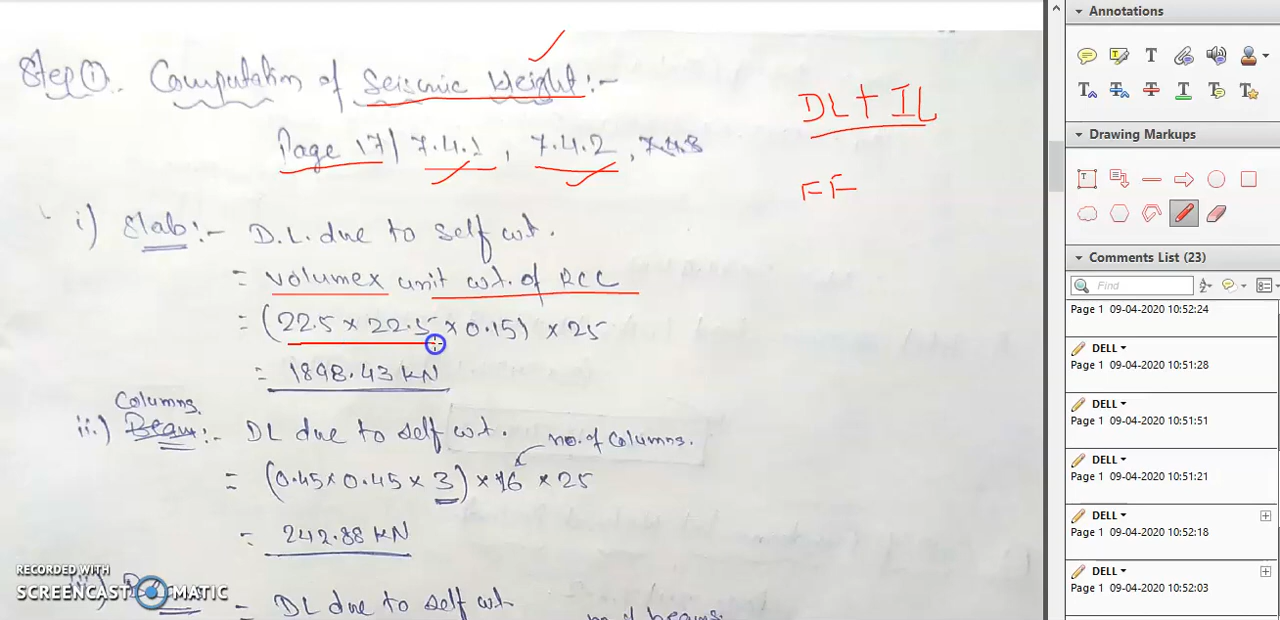 Step ①. Computation of Seismic Weight :-
DL + IL
Page 17 / 7.4.1 , 7.4.2 , 7.4.3
FF
i) Slab :- D.L. due to self wt.
= Volume x unit wt. of RCC
= (22.5 x 22.5 x 0.15) x 25
= 1898.43 KN
Columns.
ii.) Beam :- DL due to self wt. no. of columns.
= (0.45 x 0.45 x 3) x 16 x 25
= 242.88 KN
= DL due to self wt. no. of beams
RECORDED WITH
SCREENCAST MATIC
Annotations
Drawing Markups
Comments List (23)
Find
Page 1 09-04-2020 10:52:24
DELL
Page 1 09-04-2020 10:51:28
DELL
Page 1 09-04-2020 10:51:51
DELL
Page 1 09-04-2020 10:51:21
DELL
Page 1 09-04-2020 10:52:18
DELL
Page 1 09-04-2020 10:52:03